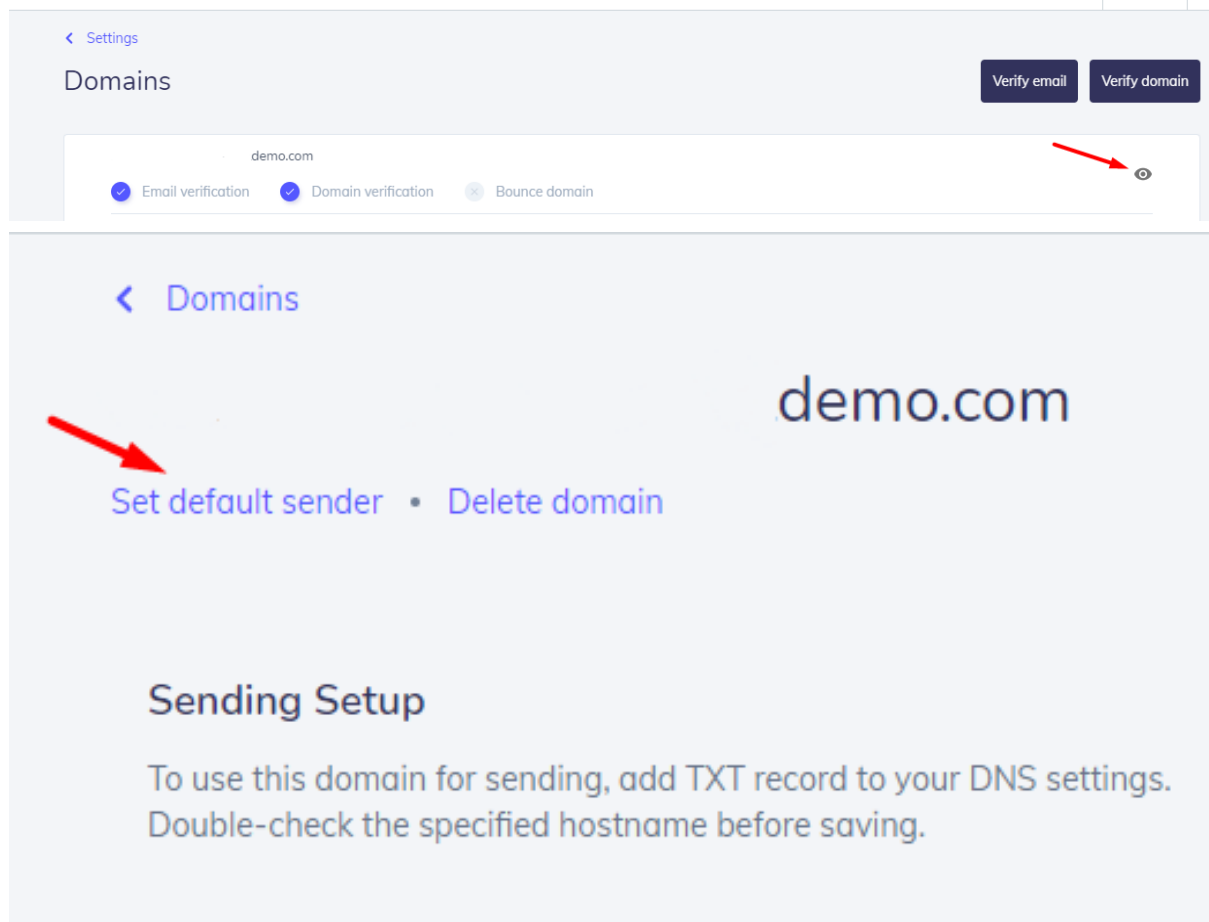 Settings
Domains
Verify email Verify domain
demo.com
Email verification Domain verification Bounce domain
Domains
.demo.com
Set default sender • Delete domain
Sending Setup
To use this domain for sending, add TXT record to your DNS settings.
Double-check the specified hostname before saving.